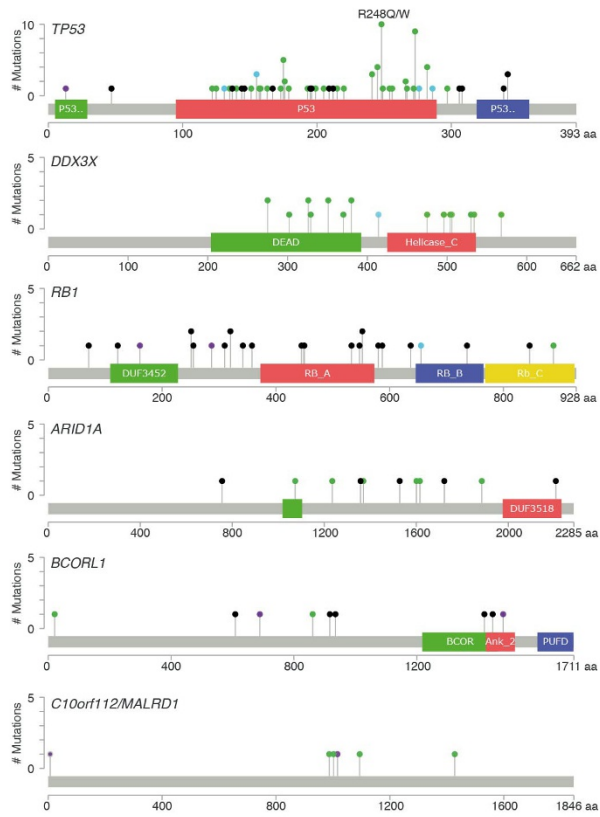 R248Q/W
10
TP53
5
0
# Mutations
P53..
P53
P53..
100
200
300
393 aa
5
DDX3X
0
# Mutations
DEAD
Helicase_C
0
100
200
300
400
500
600
662 aa
5
RB1
0
# Mutations
DUF3452
RB_A
RB_B
Rb_C
0
200
400
600
800
928 aa
5
ARID1A
0
# Mutations
DUF3518
0
400
800
1200
1600
2000
2285 aa
5
BCORL1
0
# Mutations
BCOR
Ank_2
PUFD
0
400
800
1200
1711 aa
5
C10orf112/MALRD1
0
# Mutations
0
400
800
1200
1600
1846 aa